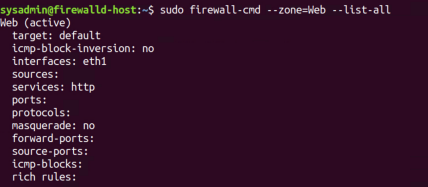 sysadmin@firewalld-host:~$ sudo firewall-cmd --zone=Web --list-all
Web (active)
  target: default
  icmp-block-inversion: no
  interfaces: eth1
  sources:
  services: http
  ports:
  protocols:
  masquerade: no
  forward-ports:
  source-ports:
  icmp-blocks:
  rich rules: